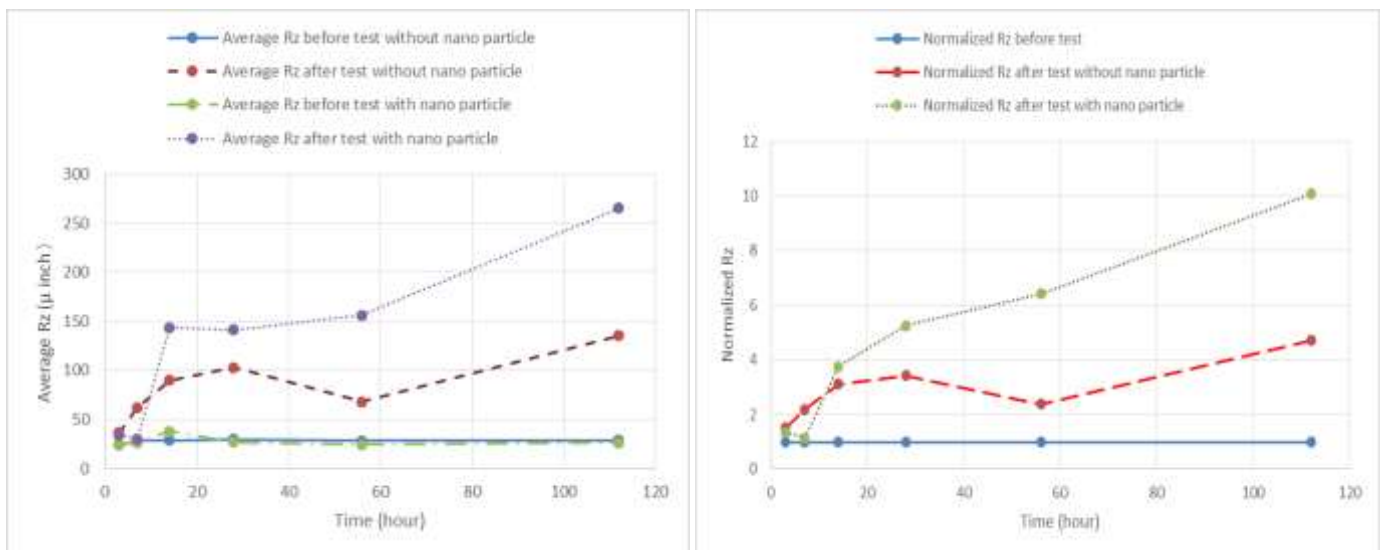 Average Rz before test without nano particle
Average Rz after test without nano particle
Average Rz before test with nano particle
Average Rz after test with nano particle
300
250
200
150
100
50
0
0 20 40 60 80 100 120
Average Rz (μ inch)
Time (hour)
Normalized Rz before test
Normalized Rz after test without nano particle
Normalized Rz after test with nano particle
12
10
8
6
4
2
0
0 20 40 60 80 100 120
Normalized Rz
Time (hour)